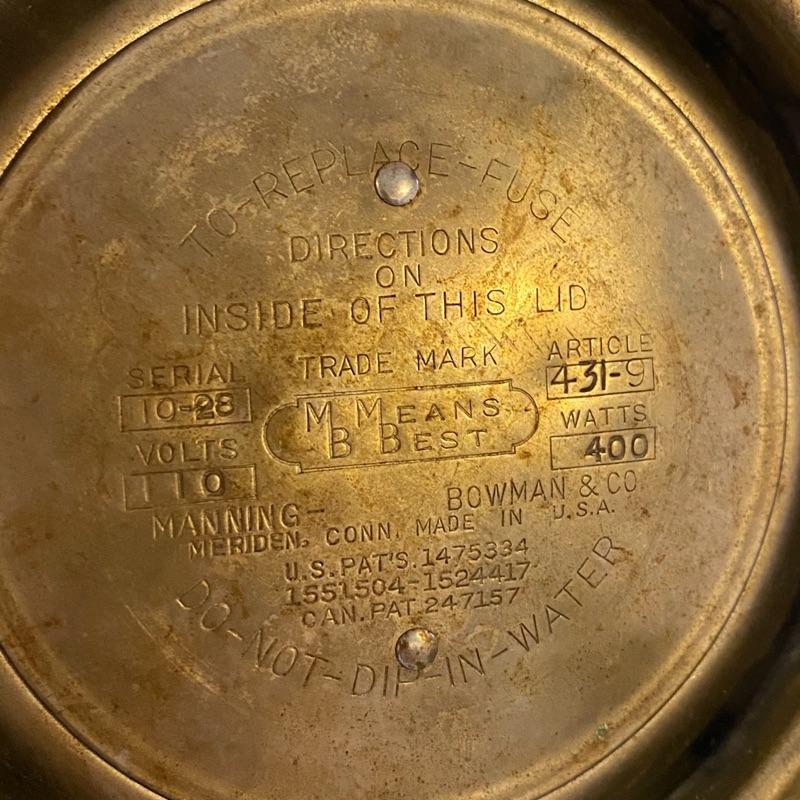 TO-REPLACE-FUSE
DIRECTIONS
ON
INSIDE OF THIS LID
SERIAL
10-28
VOLTS
110
TRADE MARK
MB MEANS
BEST
ARTICLE
431-9
WATTS
400
MANNING- BOWMAN & CO
MERIDEN, CONN. MADE IN U.S.A.
U.S.PAT'S.1475334
1551504-1524417
CAN.PAT.247157
DO-NOT-DIP-IN-WATER